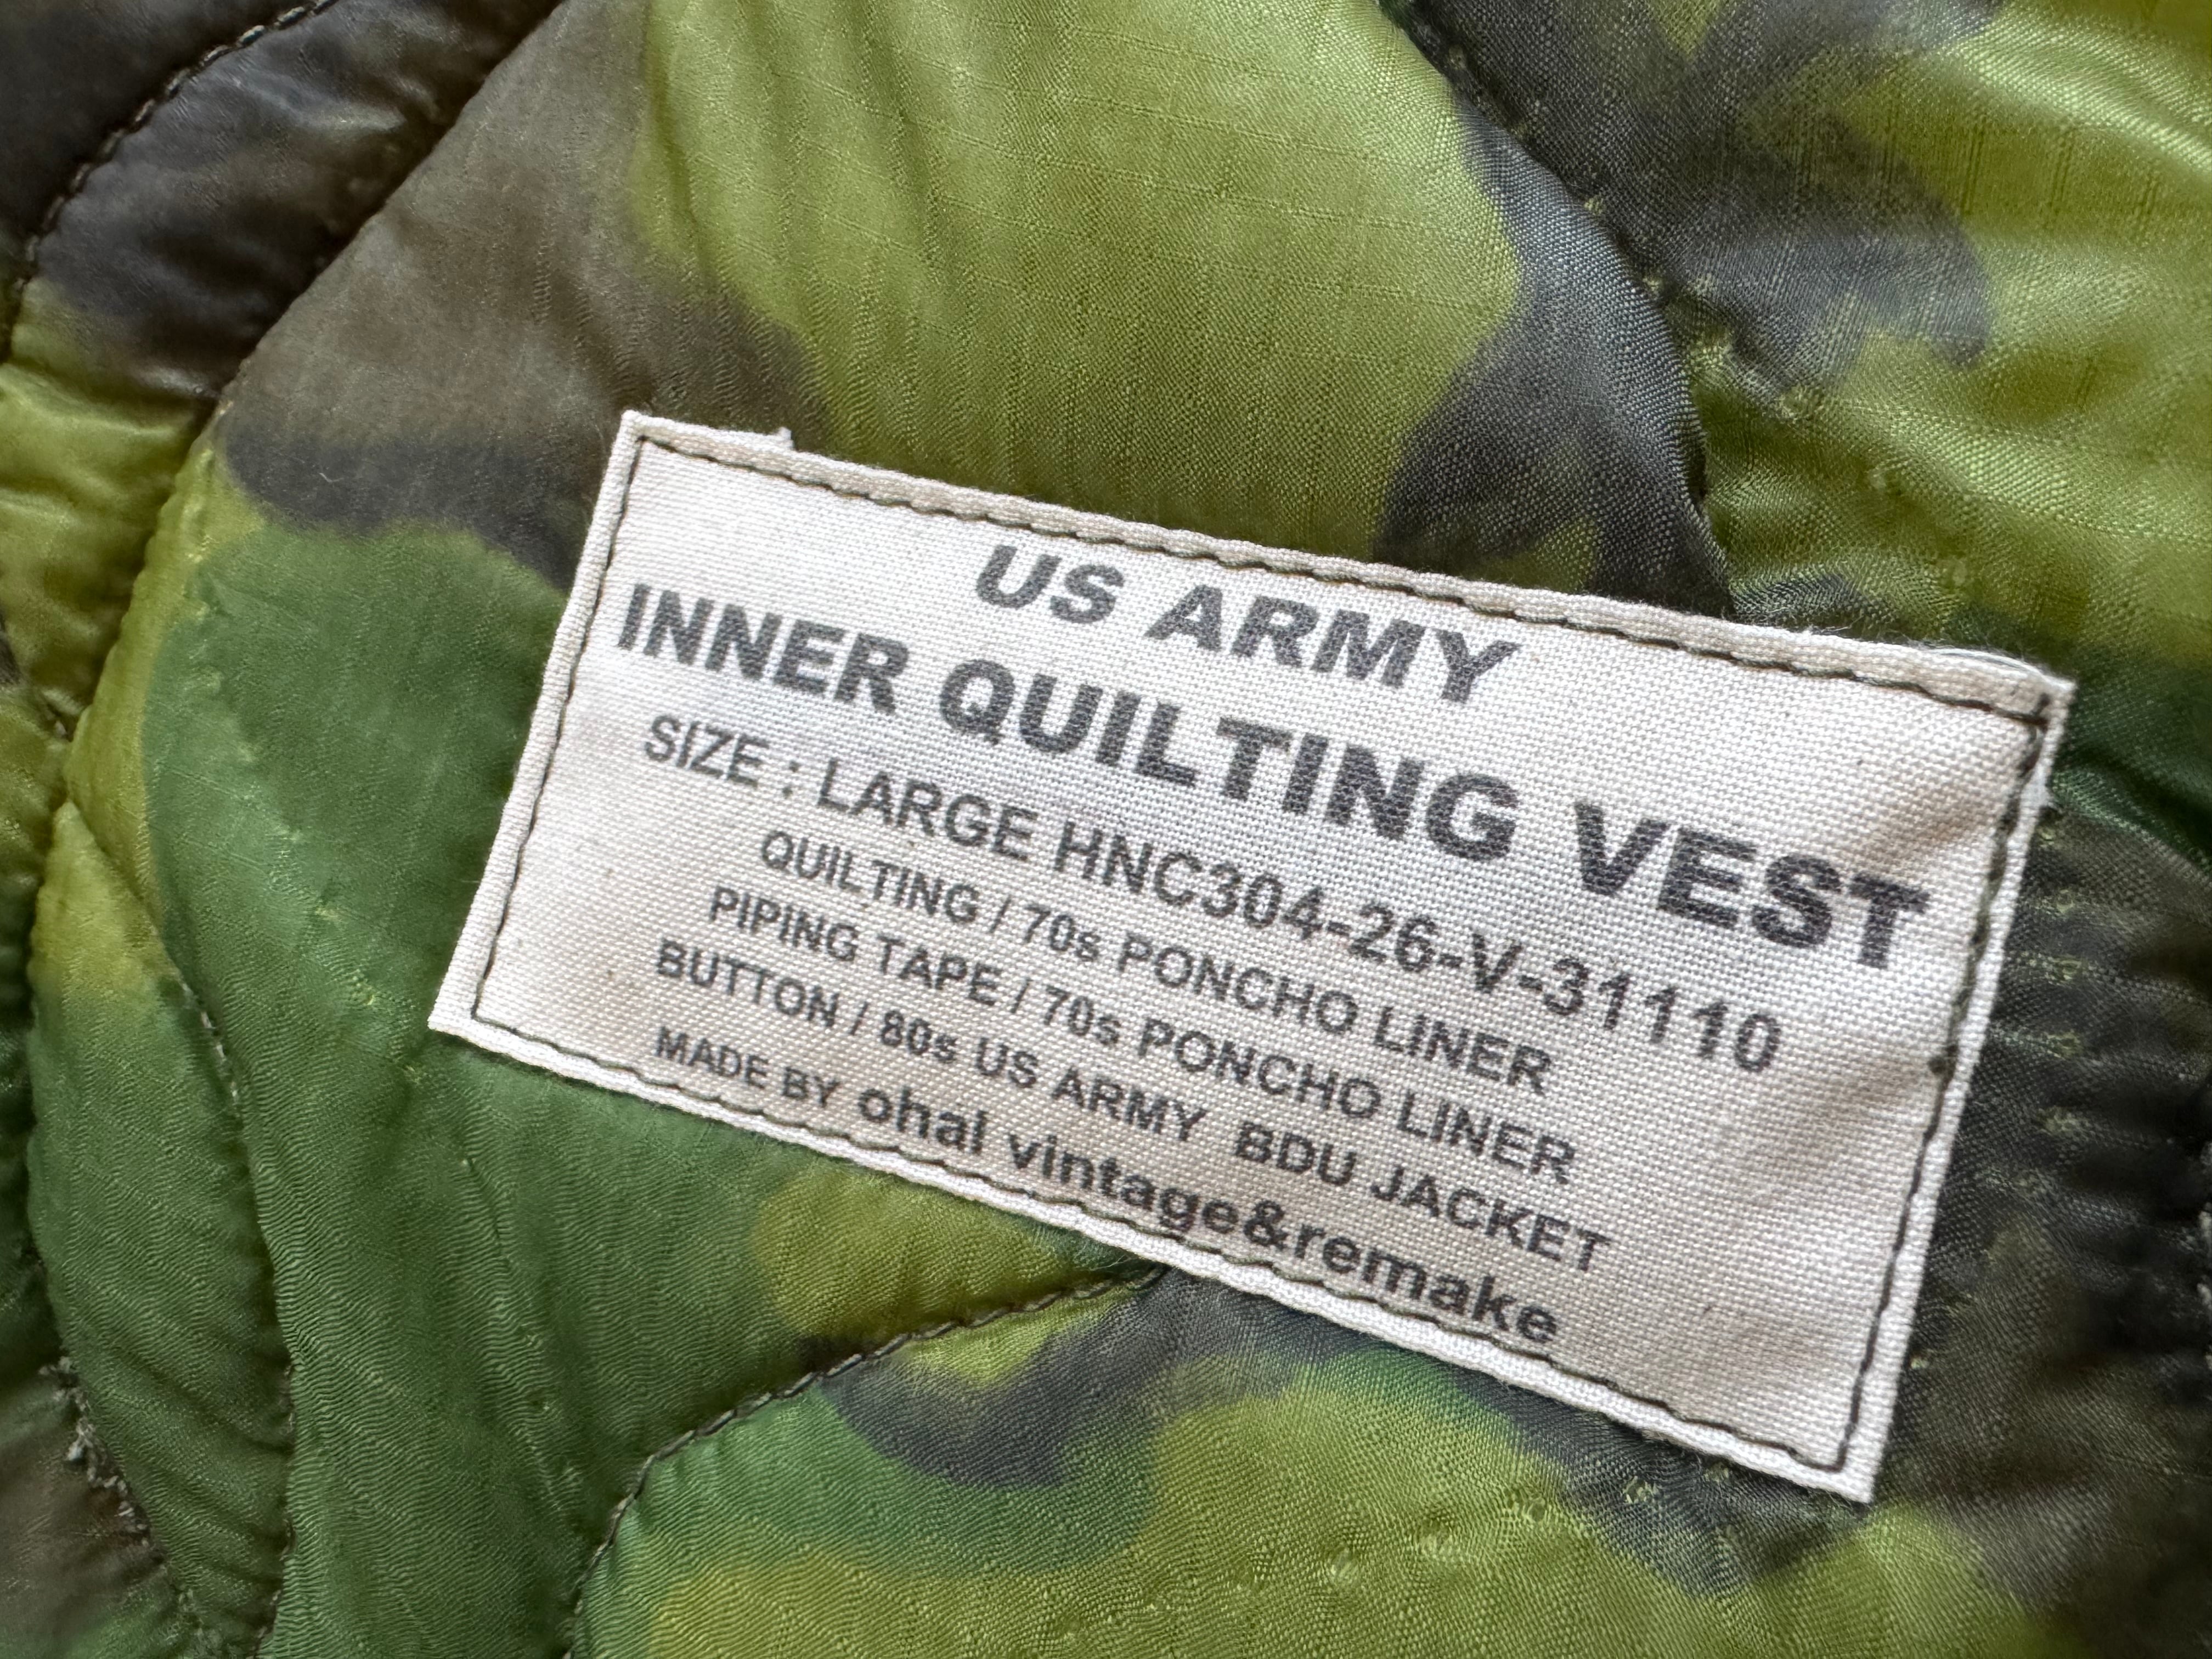 US ARMY
INNER QUILTING VEST
SIZE : LARGE HNC304-26-V-31110
QUILTING / 70s PONCHO LINER
PIPING TAPE / 70s PONCHO LINER
BUTTON / 80s US ARMY BDU JACKET
MADE BY ohal vintage&remake